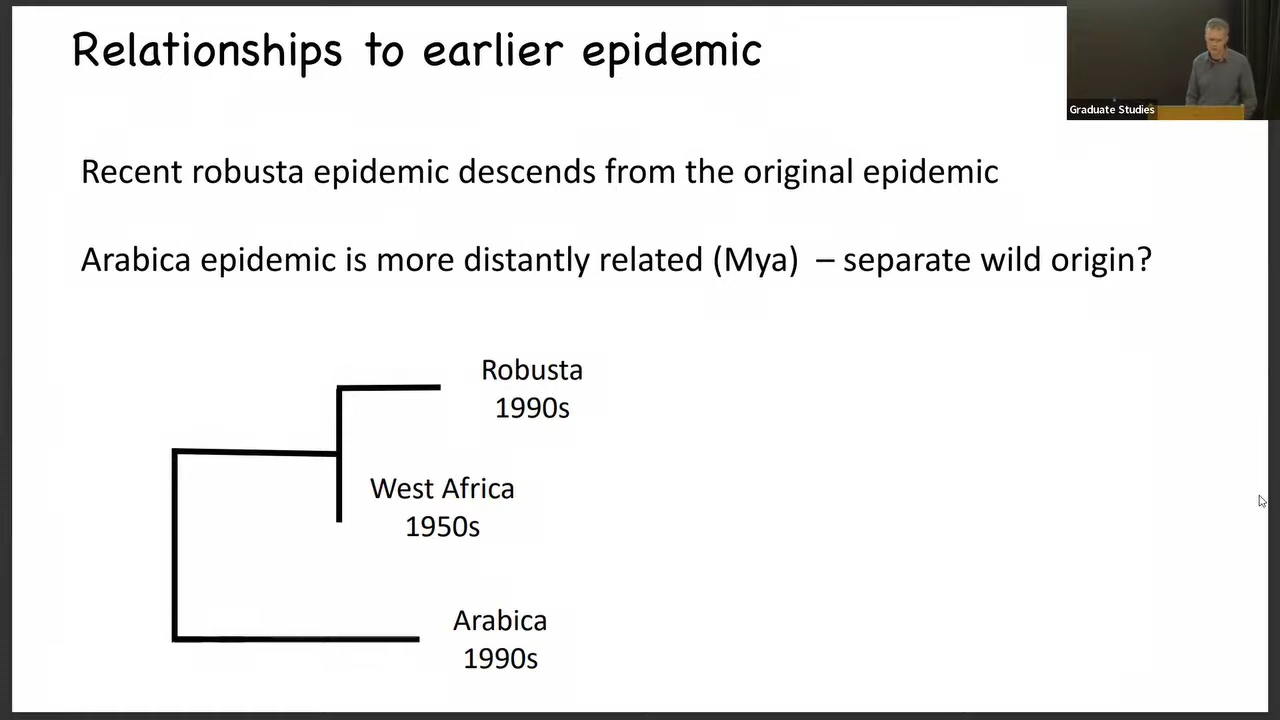 Relationships to earlier epidemic
Graduate Studies
Recent robusta epidemic descends from the original epidemic
Arabica epidemic is more distantly related (Mya) – separate wild origin?
Robusta
1990s
West Africa
1950s
Arabica
1990s